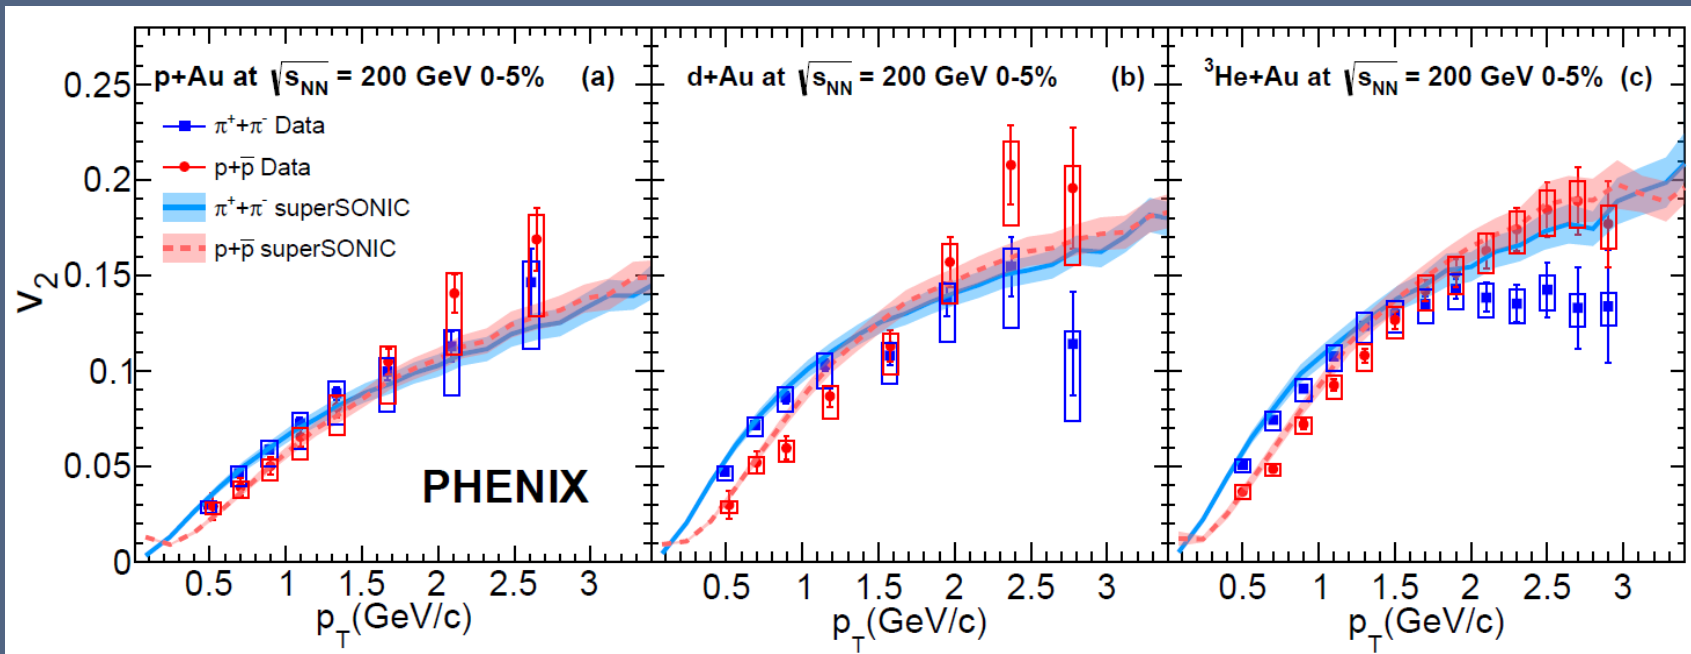 p+Au at √sNN = 200 GeV 0-5% (a)
π⁺+π⁻ Data
p+p̅ Data
π⁺+π⁻ superSONIC
p+p̅ superSONIC
PHENIX
v₂
0.25
0.2
0.15
0.1
0.05
0
0.5 1 1.5 2 2.5 3
p_T(GeV/c)
d+Au at √sNN = 200 GeV 0-5% (b)
0.5 1 1.5 2 2.5 3
p_T(GeV/c)
³He+Au at √sNN = 200 GeV 0-5% (c)
0.5 1 1.5 2 2.5 3
p_T(GeV/c)